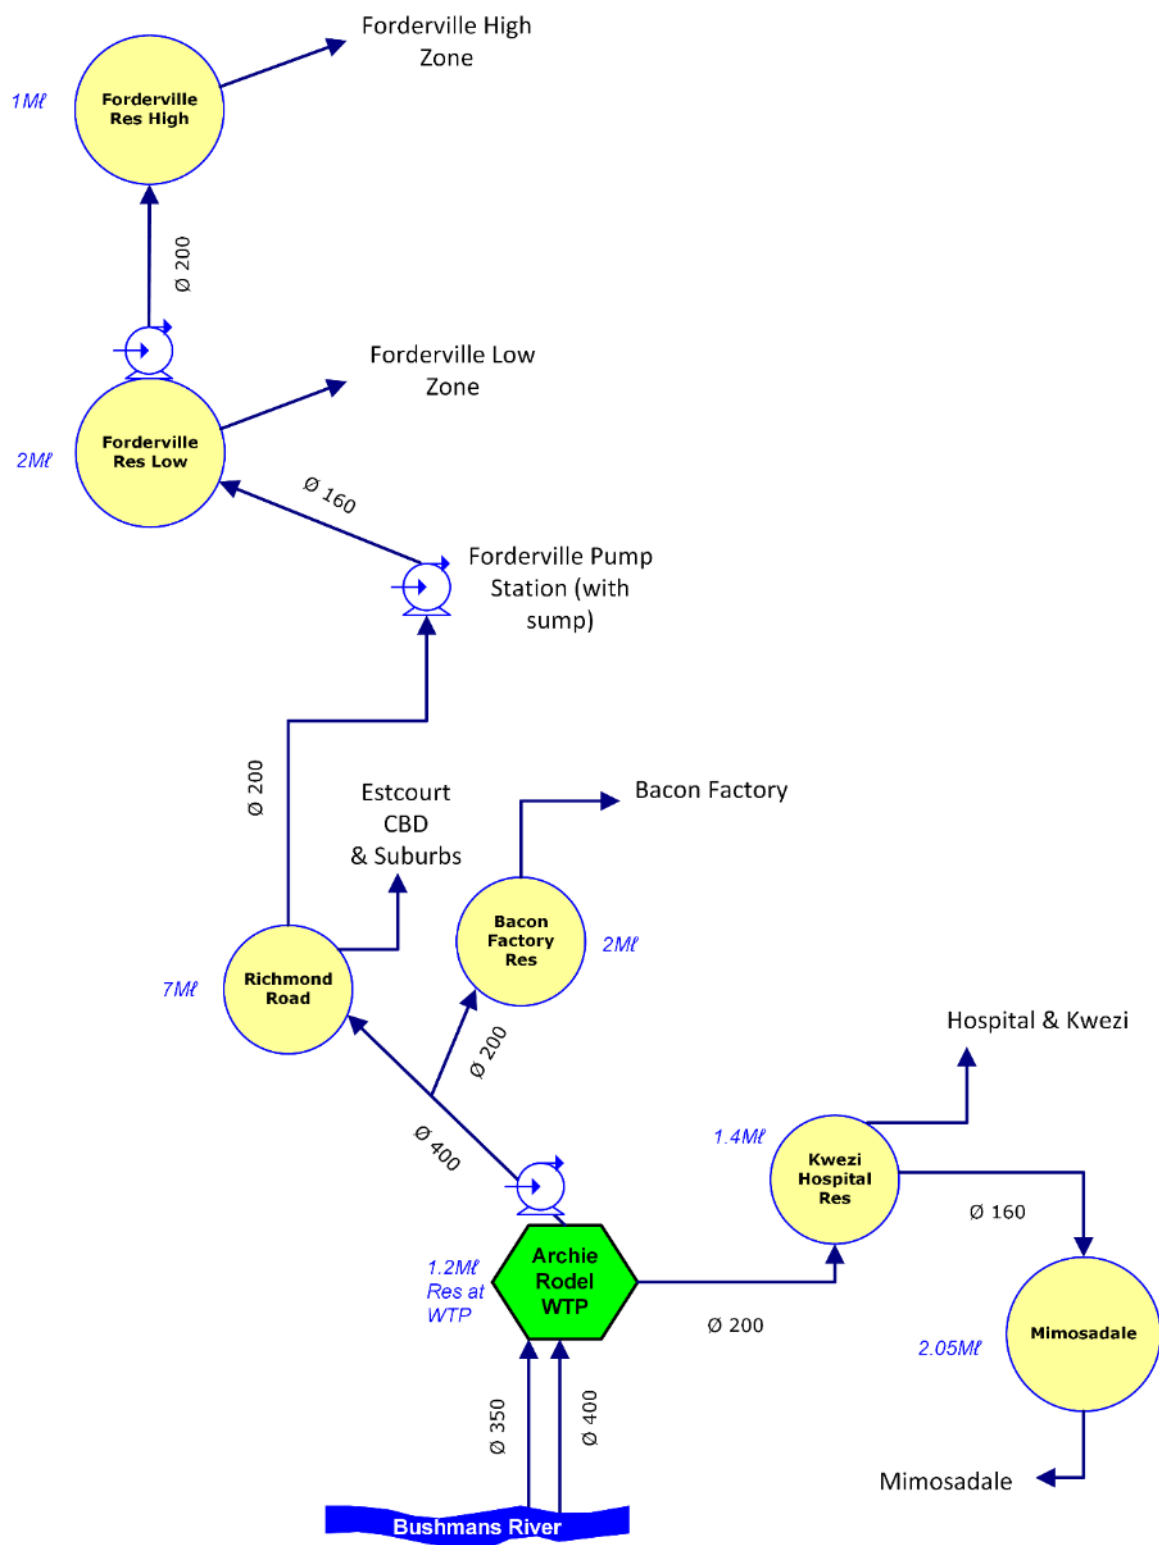 Forderville High
Zone
1Mℓ
Forderville
Res High
Ø 200
Forderville Low
Zone
Forderville
Res Low
2Mℓ
Ø 160
Forderville Pump
Station (with
sump)
Ø 200
Estcourt
CBD
& Suburbs
Bacon Factory
Bacon
Factory
Res
2Mℓ
Richmond
Road
7Mℓ
Ø 200
Ø 400
Hospital & Kwezi
1.4Mℓ
Kwezi
Hospital
Res
Ø 160
Archie
Rodel
WTP
1.2Mℓ
Res at
WTP
Ø 200
Mimosadale
2.05Mℓ
Ø 350
Ø 400
Mimosadale
Bushmans River